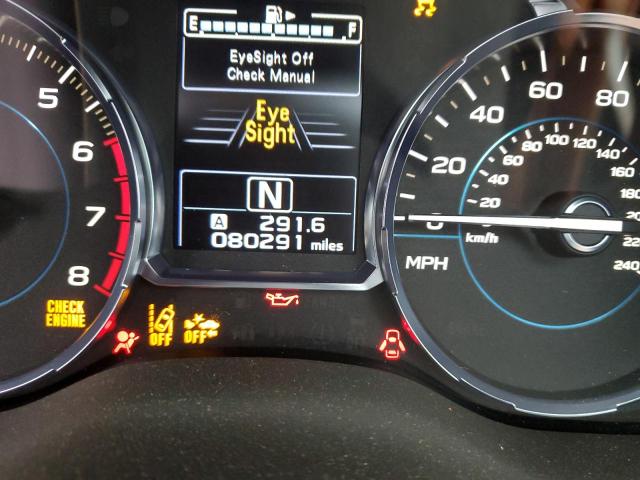 E F
EyeSight Off
Check Manual
Eye
Sight
N
A 291.6
080291 miles
5
6
7
8
CHECK
ENGINE
OFF
OFF
0
20
40
60
80
0
20
40
60
80
100
120
140
160
180
240
km/h
MPH